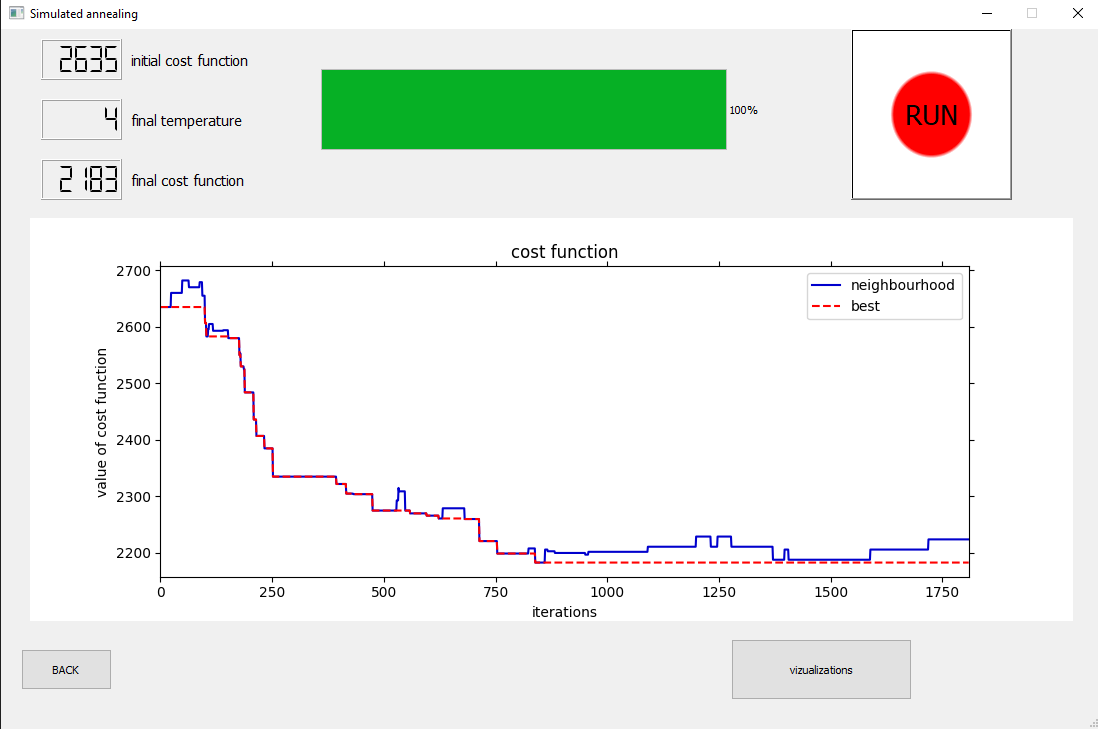 Simulated annealing
2635 initial cost function
4 final temperature
2183 final cost function
100%
RUN
cost function
neighbourhood
best
value of cost function
2700
2600
2500
2400
2300
2200
0 250 500 750 1000 1250 1500 1750
iterations
BACK
vizualizations